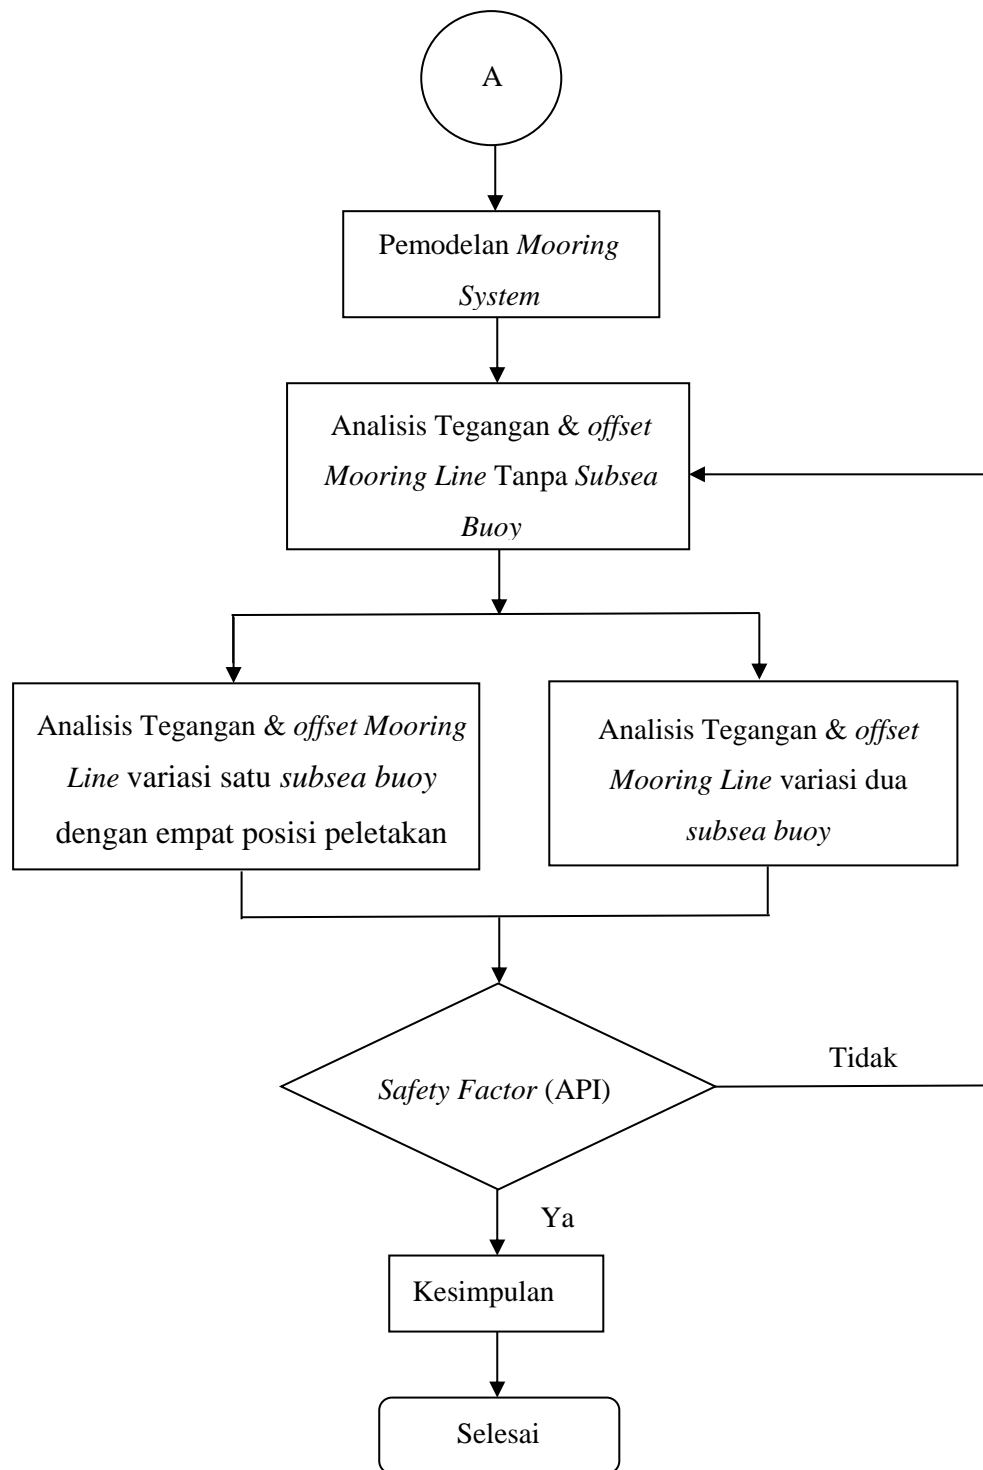 A
Pemodelan Mooring
System
Analisis Tegangan & offset
Mooring Line Tanpa Subsea
Buoy
Analisis Tegangan & offset Mooring
Line variasi satu subsea buoy
dengan empat posisi peletakan
Analisis Tegangan & offset
Mooring Line variasi dua
subsea buoy
Safety Factor (API)
Tidak
Ya
Kesimpulan
Selesai